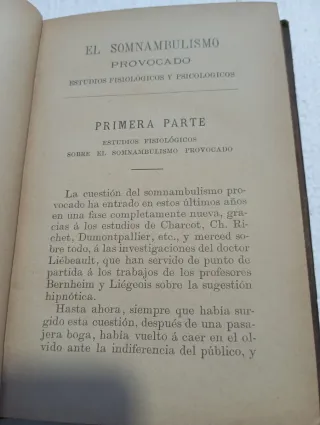 EL SOMNAMBULISMO
PROVOCADO
ESTUDIOS FISIOLÓGICOS Y PSICOLOGICOS
PRIMERA PARTE
ESTUDIOS FISIOLÓGICOS
SOBRE EL SOMNAMBULISMO PROVOCADO
La cuestión del somnambulismo pro-
vocado ha entrado en estos últimos años
en una fase completamente nueva, gra-
cias á los estudios de Charcot, Ch. Ri-
chet, Dumontpallier, etc., y merced so-
bre todo, á las investigaciones del doctor
Liébeault, que han servido de punto de
partida á los trabajos de los profesores
Bernheim y Liégeois sobre la sugestión
hipnótica.
Hasta ahora, siempre que había sur-
gido esta cuestión, después de una pasa-
jera boga, había vuelto á caer en el ol-
vido ante la indiferencia del público, y